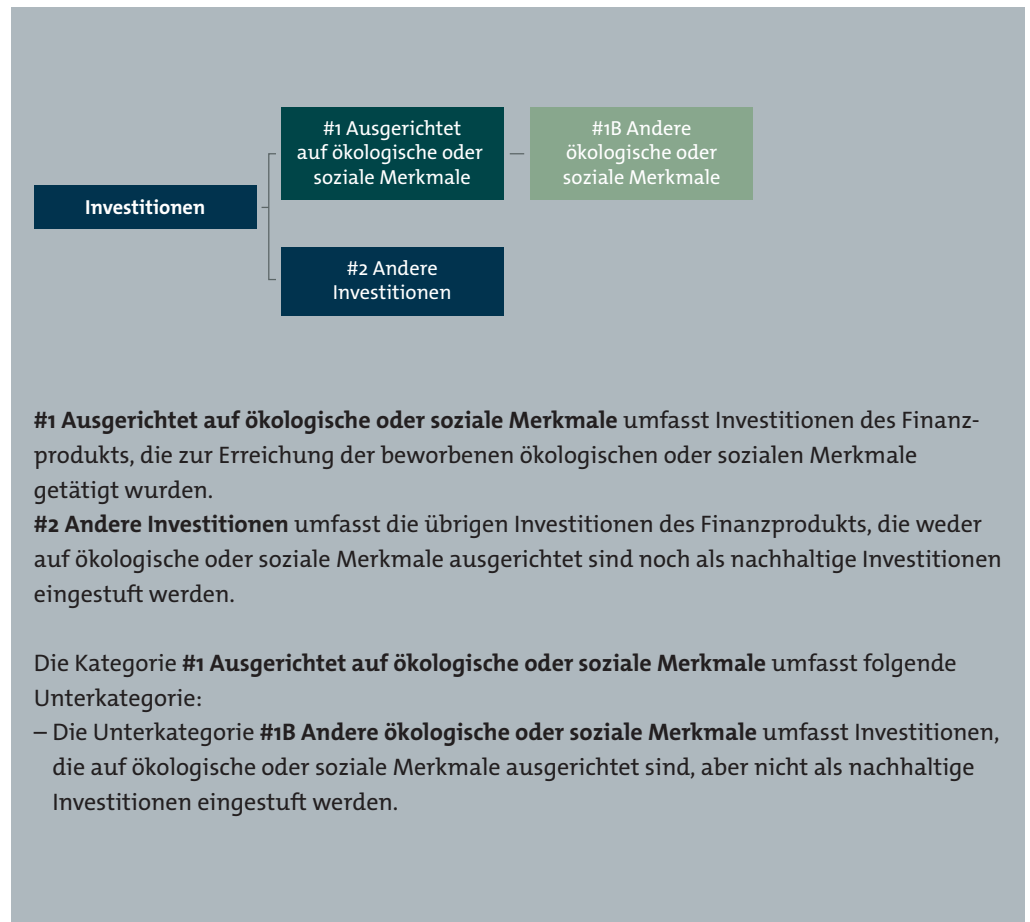 #1 Ausgerichtet
auf ökologische oder
soziale Merkmale
#1B Andere
ökologische oder
soziale Merkmale
Investitionen
#2 Andere
Investitionen
#1 Ausgerichtet auf ökologische oder soziale Merkmale umfasst Investitionen des Finanz-
produkts, die zur Erreichung der beworbenen ökologischen oder sozialen Merkmale
getätigt wurden.
#2 Andere Investitionen umfasst die übrigen Investitionen des Finanzprodukts, die weder
auf ökologische oder soziale Merkmale ausgerichtet sind noch als nachhaltige Investitionen
eingestuft werden.
Die Kategorie #1 Ausgerichtet auf ökologische oder soziale Merkmale umfasst folgende
Unterkategorie:
– Die Unterkategorie #1B Andere ökologische oder soziale Merkmale umfasst Investitionen,
die auf ökologische oder soziale Merkmale ausgerichtet sind, aber nicht als nachhaltige
Investitionen eingestuft werden.